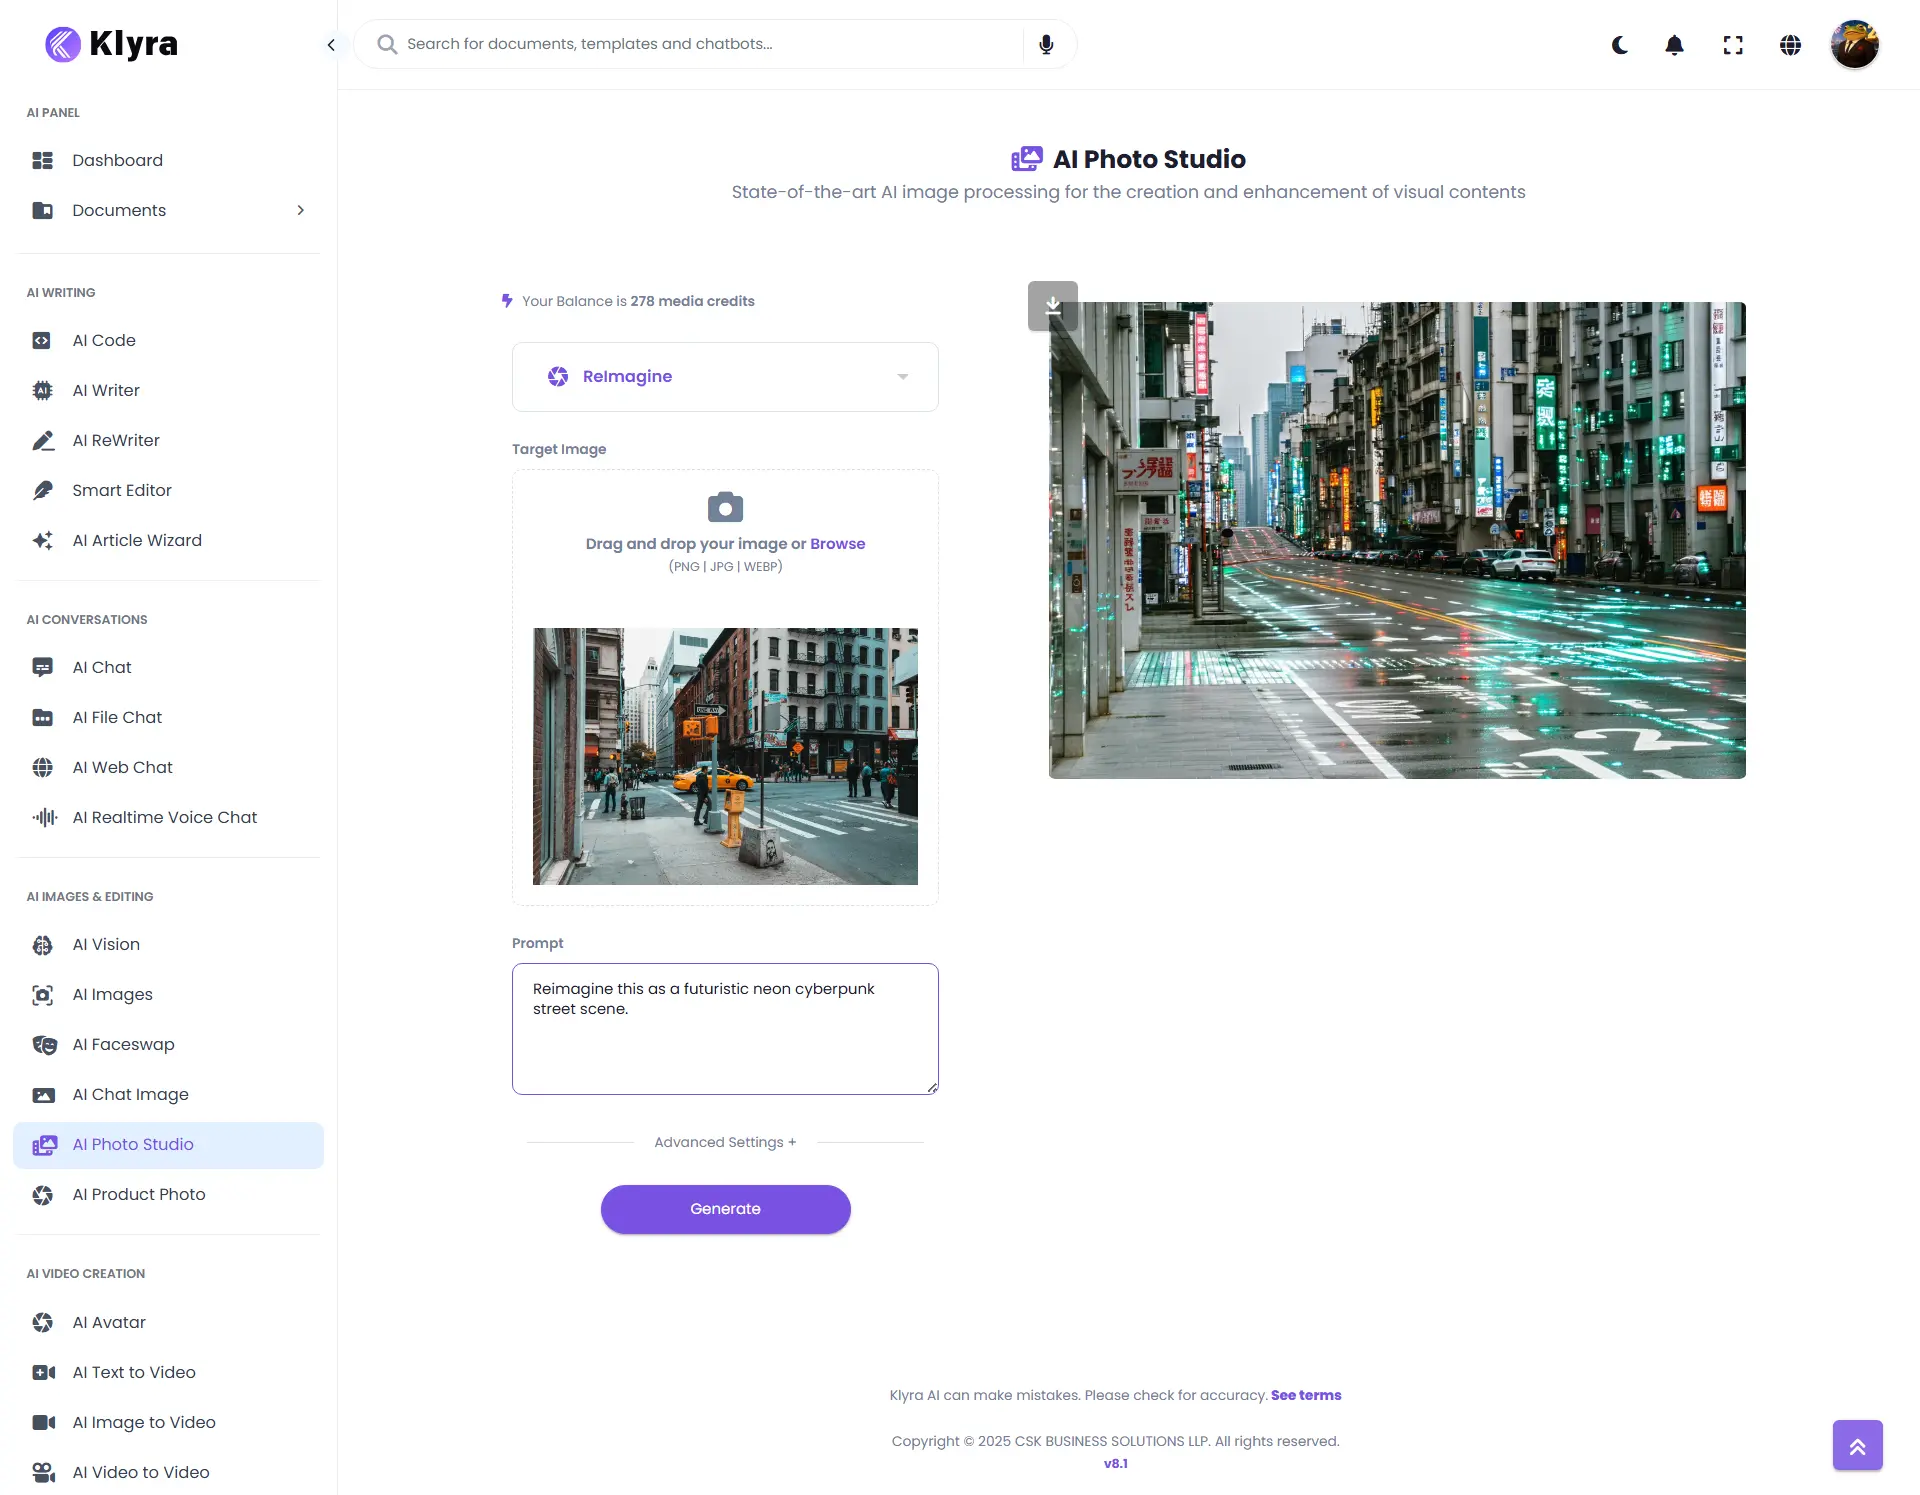 Klyra
Search for documents, templates and chatbots...
AI PANEL
Dashboard
Documents
AI WRITING
AI Code
AI Writer
AI ReWriter
Smart Editor
AI Article Wizard
AI CONVERSATIONS
AI Chat
AI File Chat
AI Web Chat
AI Realtime Voice Chat
AI IMAGES & EDITING
AI Vision
AI Images
AI Faceswap
AI Chat Image
AI Photo Studio
AI Product Photo
AI VIDEO CREATION
AI Avatar
AI Text to Video
AI Image to Video
AI Video to Video
AI Photo Studio
State-of-the-art AI image processing for the creation and enhancement of visual contents
Your Balance is 278 media credits
ReImagine
Target Image
Drag and drop your image or Browse
(PNG | JPG | WEBP)
ONE WAY
Prompt
Reimagine this as a futuristic neon cyberpunk
street scene.
Advanced Settings +
Generate
Klyra AI can make mistakes. Please check for accuracy. See terms
Copyright © 2025 CSK BUSINESS SOLUTIONS LLP. All rights reserved.
v8.1